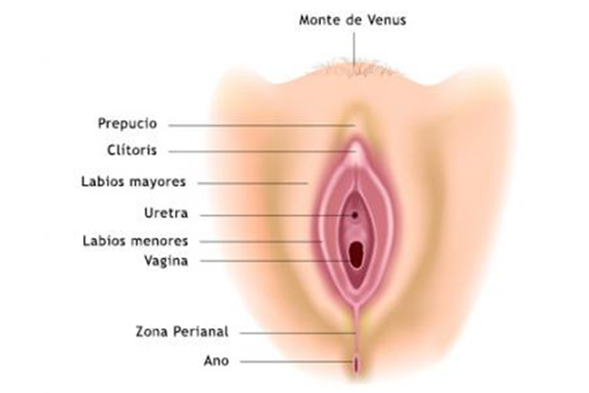 Monte de Venus
Prepucio
Clítoris
Labios mayores
Uretra
Labios menores
Vagina
Zona Perianal
Ano